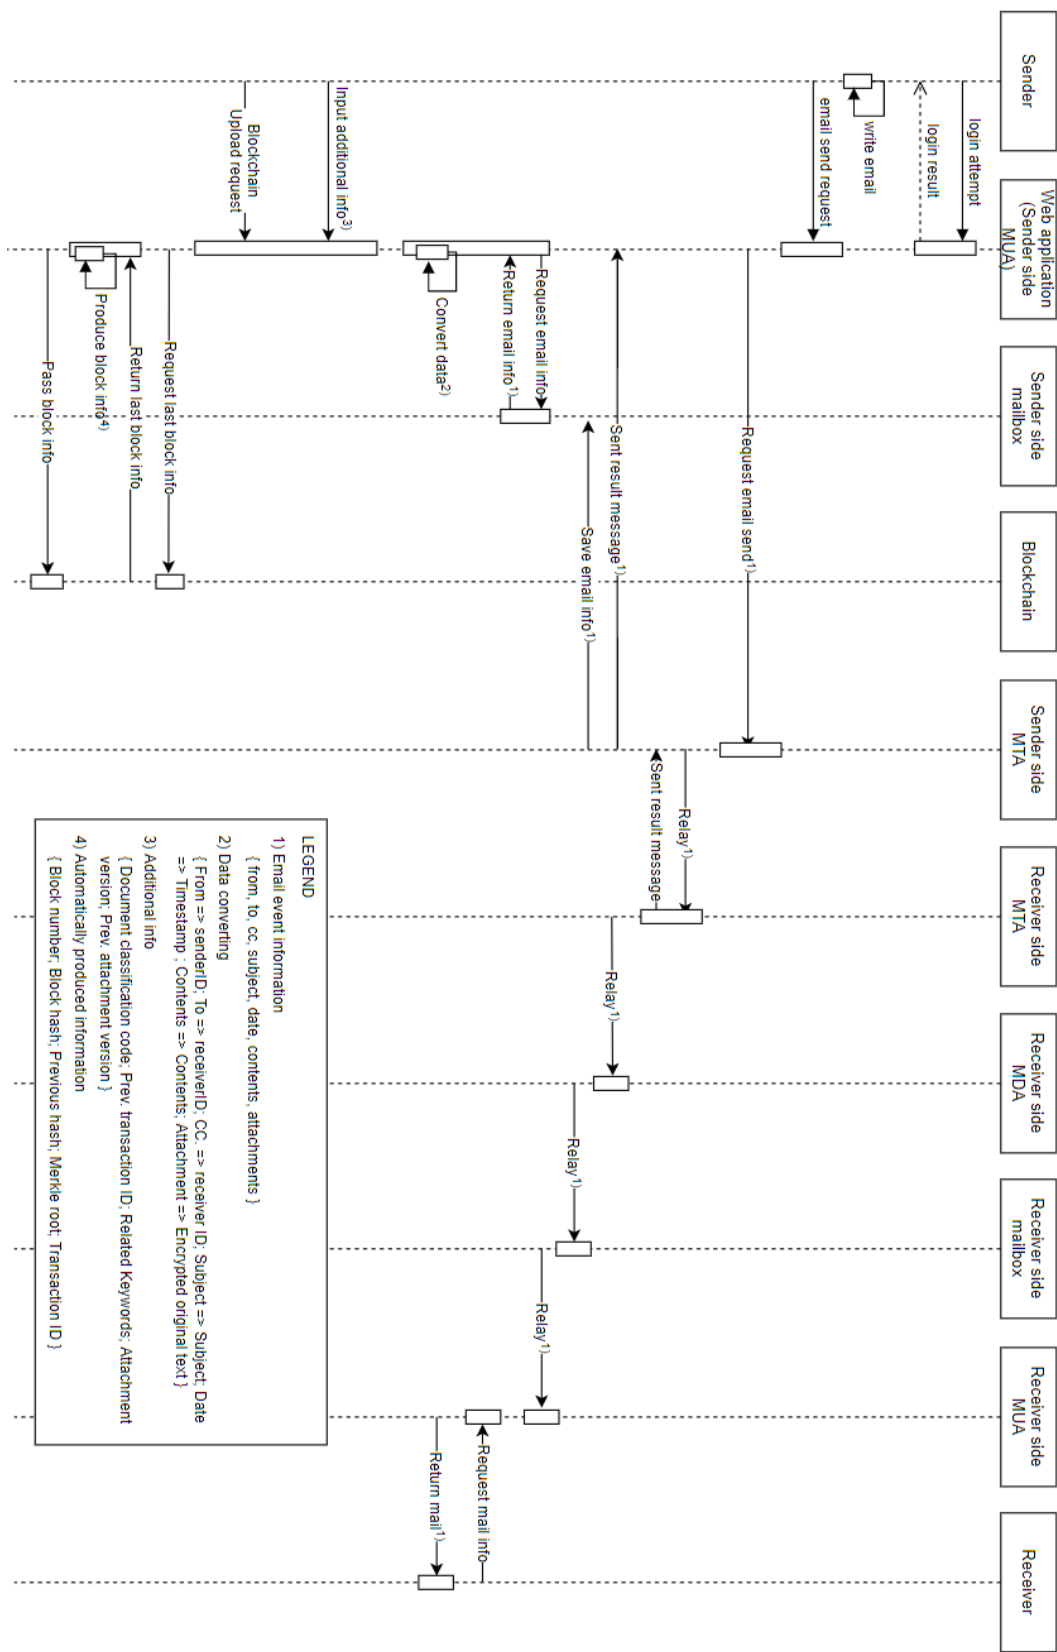 Sender
Web application
(Sender side
MUA)
Sender side
mailbox
Blockchain
Sender side
MTA
Receiver side
MTA
Receiver side
MDA
Receiver side
mailbox
Receiver side
MUA
Receiver
login attempt
login result
write email
email send request
Request email send1)
Relay1)
Sent result message
Sent result message1)
Relay1)
Save email info1)
Relay1)
Request email info
Relay1)
Return email info1)
Request mail info
Convert data2)
Return mail1)
Input additional info3)
Blockchain
Upload request
Request last block info
Return last block info
Produce block info4)
Pass block info
LEGEND
1) Email event information
{ from, to, cc, subject, date, contents, attachments }
2) Data converting
{ From => senderID; To => receiverID; CC. => receiver ID; Subject => Subject; Date
=> Timestamp ; Contents => Contents; Attachment => Encrypted original text }
3) Additional info
{ Document classification code; Prev. transaction ID; Related Keywords; Attachment
version; Prev. attachment version }
4) Automatically produced information
{ Block number; Block hash; Previous hash; Merkle root; Transaction ID }